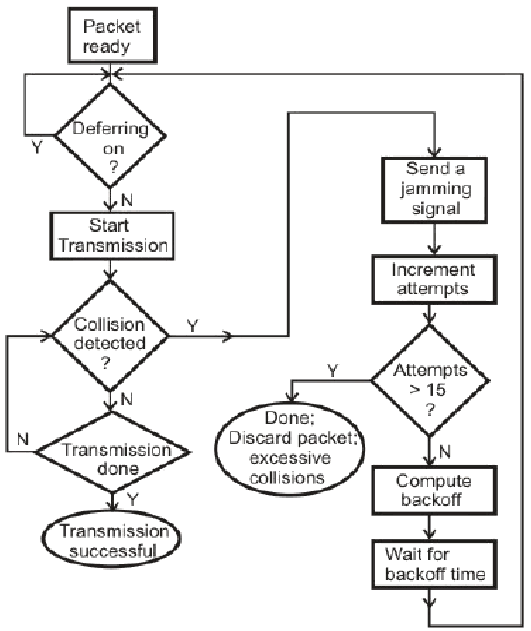 Packet
ready
Deferring
on
?
Y
N
Start
Transmission
Collision
detected
?
Y
N
Transmission
done
N
Y
Transmission
successful
Send a
jamming
signal
Increment
attempts
Attempts
> 15
?
Y
N
Done;
Discard packet;
excessive
collisions
Compute
backoff
Wait for
backoff time